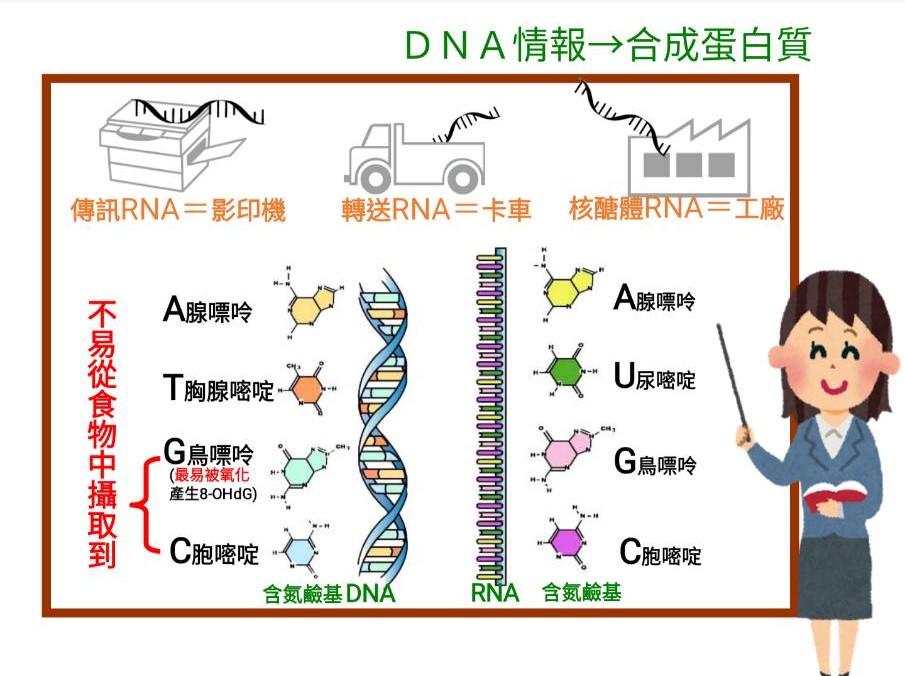 ＤＮＡ情報→合成蛋白質
傳訊RNA＝影印機
轉送RNA＝卡車
核醣體RNA＝工廠
不易從食物中攝取到
A腺嘌呤
T胸腺嘧啶
G鳥嘌呤
(最易被氧化
產生8-OHdG)
C胞嘧啶
含氮鹼基DNA
A腺嘌呤
U尿嘧啶
G鳥嘌呤
C胞嘧啶
RNA 含氮鹼基